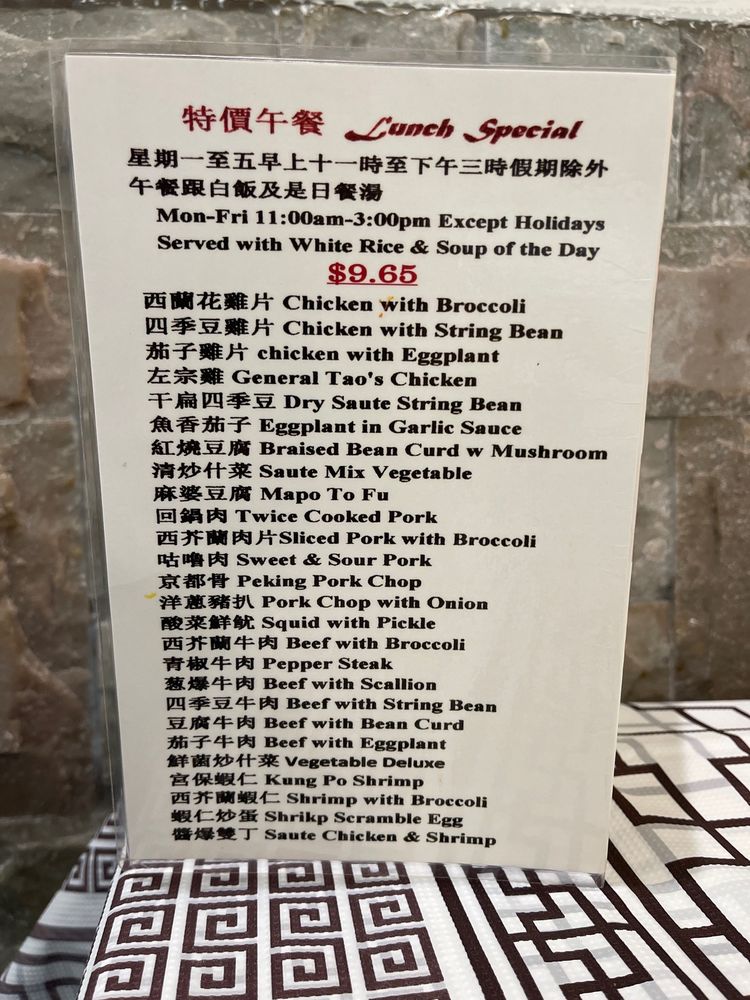 特價午餐 Lunch Special
星期一至五早上十一時至下午三時假期除外
午餐跟白飯及是日餐湯
Mon-Fri 11:00am-3:00pm Except Holidays
Served with White Rice & Soup of the Day
$9.65
西蘭花雞片 Chicken with Broccoli
四季豆雞片 Chicken with String Bean
茄子雞片 chicken with Eggplant
左宗雞 General Tao's Chicken
干扁四季豆 Dry Saute String Bean
魚香茄子 Eggplant in Garlic Sauce
紅燒豆腐 Braised Bean Curd w Mushroom
清炒什菜 Saute Mix Vegetable
麻婆豆腐 Mapo To Fu
回鍋肉 Twice Cooked Pork
西芥蘭肉片Sliced Pork with Broccoli
咕嚕肉 Sweet & Sour Pork
京都骨 Peking Pork Chop
洋蔥豬扒 Pork Chop with Onion
酸菜鮮魷 Squid with Pickle
西芥蘭牛肉 Beef with Broccoli
青椒牛肉 Pepper Steak
葱爆牛肉 Beef with Scallion
四季豆牛肉 Beef with String Bean
豆腐牛肉 Beef with Bean Curd
茄子牛肉 Beef with Eggplant
鮮菌炒什菜 Vegetable Deluxe
宮保蝦仁 Kung Po Shrimp
西芥蘭蝦仁 Shrimp with Broccoli
蝦仁炒蛋 Shrikp Scramble Egg
醬爆雙丁 Saute Chicken & Shrimp